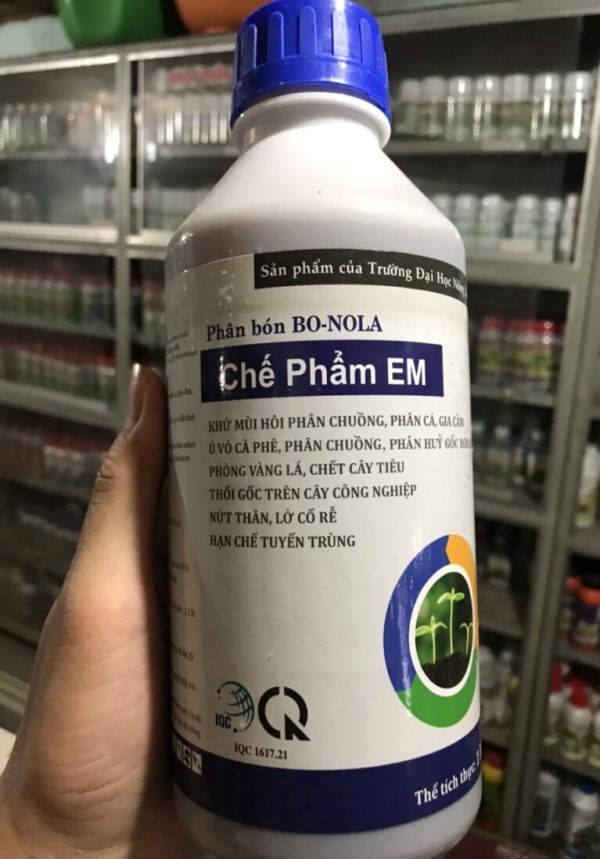 Sản phẩm của Trường Đại Học Nông
Phân bón BO-NOLA
Chế Phẩm EM
KHỬ MÙI HÔI PHÂN CHUỒNG, PHÂN CÁ, GIA CẦM
Ủ VỎ CÀ PHÊ, PHÂN CHUỒNG, PHÂN HUỶ GỐC
PHÒNG VÀNG LÁ, CHẾT CÂY TIÊU
THỐI GỐC TRÊN CÂY CÔNG NGHIỆP
NỨT THÂN, LỞ CỔ RỄ
HẠN CHẾ TUYẾN TRÙNG
IQC
IQC 1617.21
Thể tích thực: 1